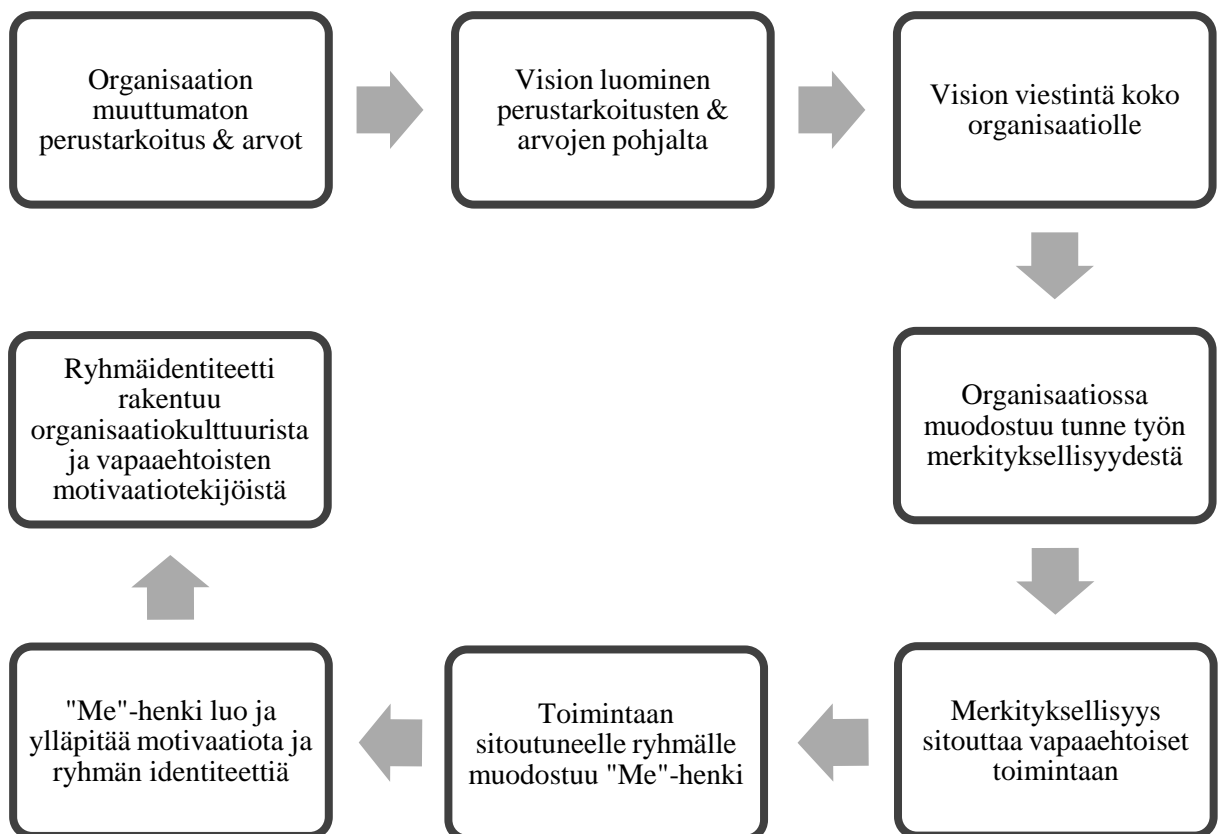 Organisaation
muuttumaton
perustarkoitus & arvot
Vision luominen
perustarkoitusten &
arvojen pohjalta
Vision viestintä koko
organisaatiolle
Organisaatiossa
muodostuu tunne työn
merkityksellisyydestä
Merkityksellisyys
sitouttaa vapaaehtoiset
toimintaan
Toimintaan
sitoutuneelle ryhmälle
muodostuu "Me"-henki
"Me"-henki luo ja
ylläpitää motivaatiota ja
ryhmän identiteettiä
Ryhmäidentiteetti
rakentuu
organisaatiokulttuurista
ja vapaaehtoisten
motivaatiotekijöistä